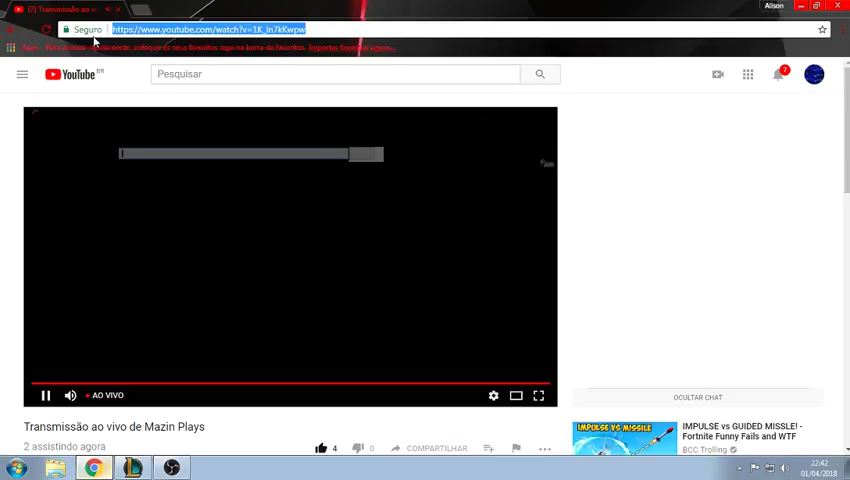 Alison
(7) Transmissão ao v
Seguro
https://www.youtube.com/watch?v=1K_In7kKwpw
Apps
Para acessar rapidamente, coloque os seus favoritos aqui na barra de favoritos. Importar favoritos agora...
YouTube BR
Pesquisar
7
AO VIVO
OCULTAR CHAT
Transmissão ao vivo de Mazin Plays
2 assistindo agora
4
0
COMPARTILHAR
IMPULSE VS MISSILE
IMPULSE vs GUIDED MISSLE! -
Fortnite Funny Fails and WTF
BCC Trolling
22:42
01/04/2018